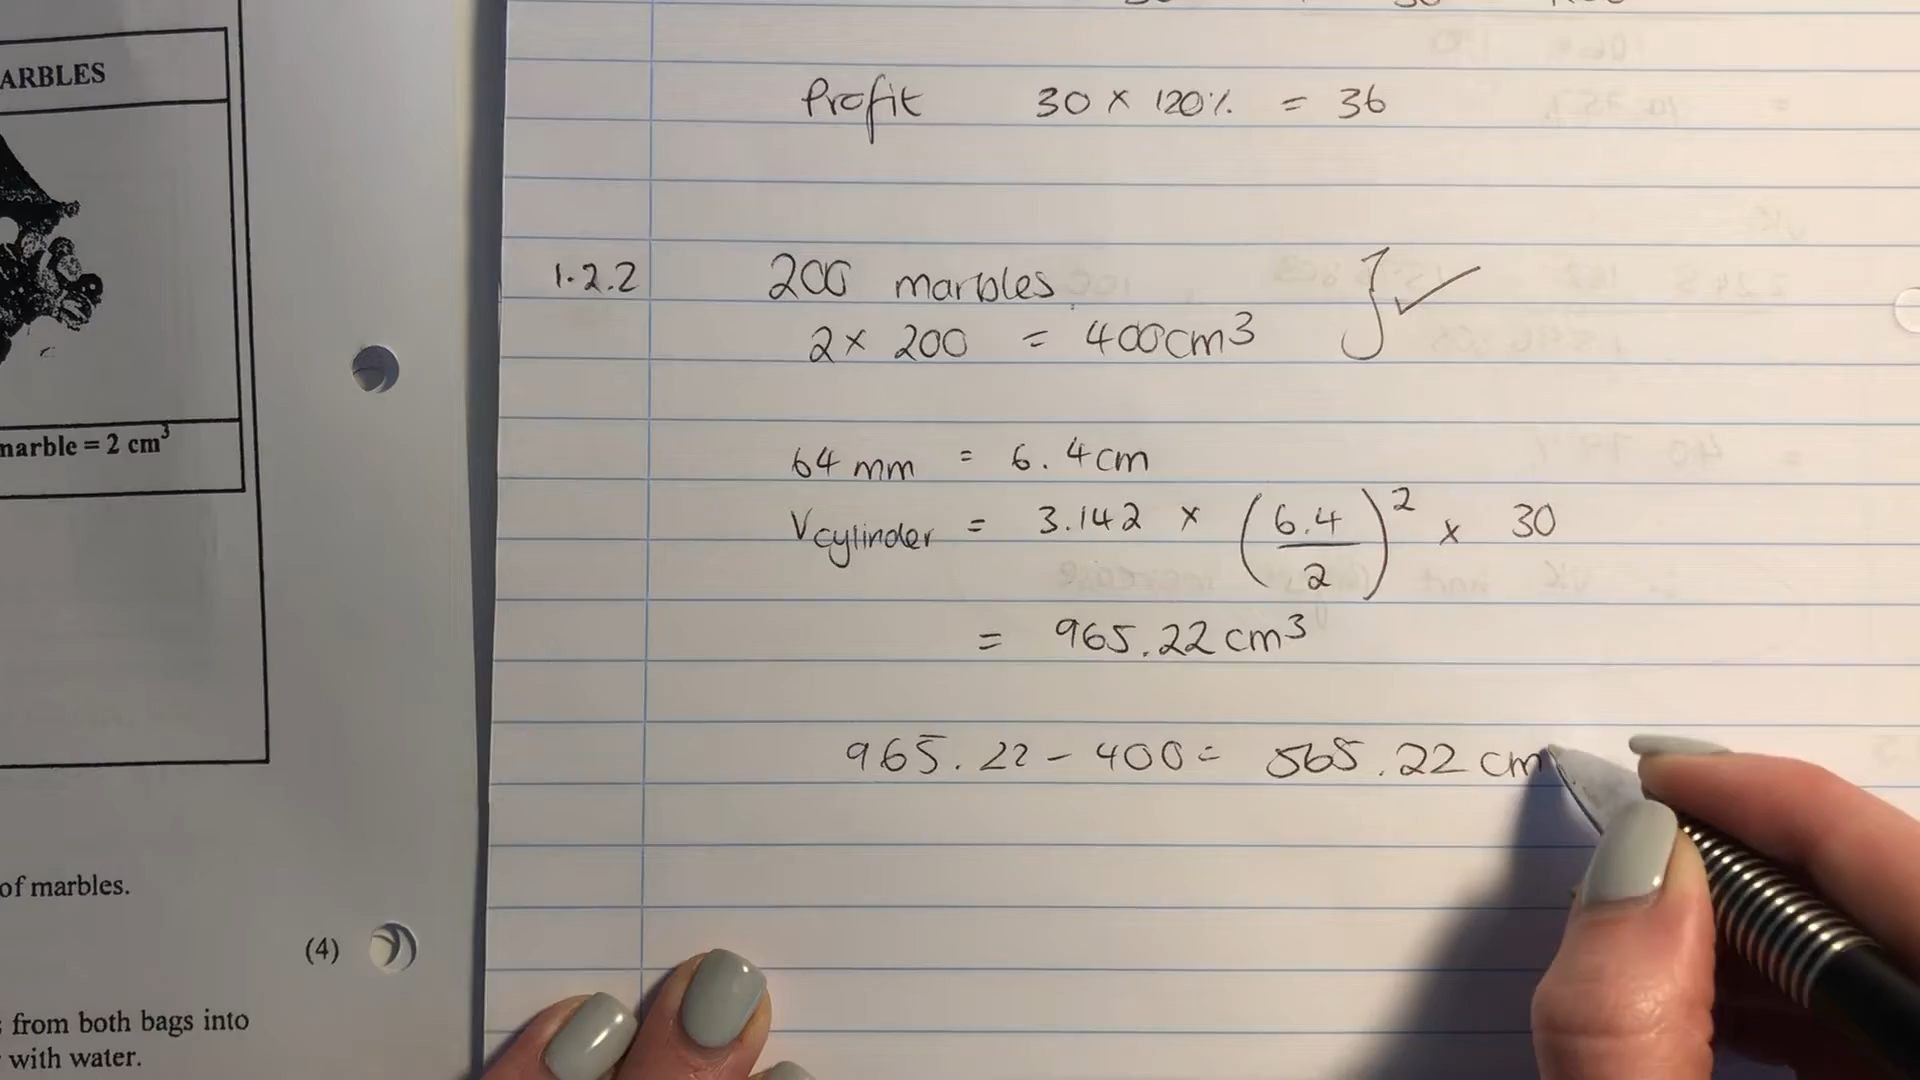 ARBLES
marble = 2 cm³
of marbles.
(4)
from both bags into
with water.
Profit 30 × 120% = 36
1.2.2 200 marbles
2 × 200 = 400cm3
64 mm = 6.4cm
Vcylinder = 3.142 × (6.4/2)² × 30
= 965.22 cm3
965.22 - 400 = 565.22 cm